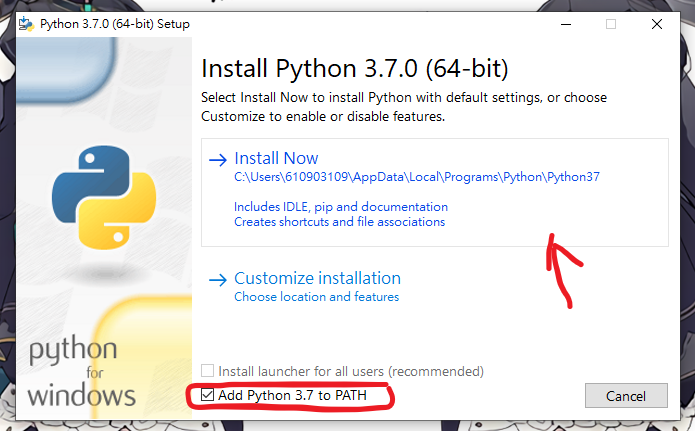 Python 3.7.0 (64-bit) Setup
Install Python 3.7.0 (64-bit)
Select Install Now to install Python with default settings, or choose
Customize to enable or disable features.
Install Now
C:\Users\610903109\AppData\Local\Programs\Python\Python37
Includes IDLE, pip and documentation
Creates shortcuts and file associations
Customize installation
Choose location and features
python
for
windows
Install launcher for all users (recommended)
Add Python 3.7 to PATH
Cancel